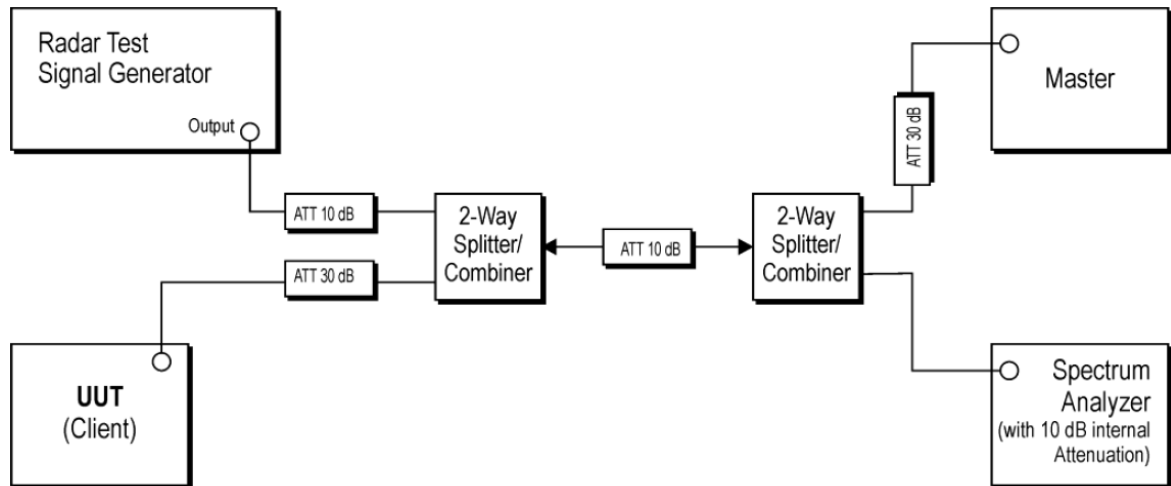 Radar Test
Signal Generator
Output
ATT 10 dB
ATT 30 dB
UUT
(Client)
2-Way
Splitter/
Combiner
ATT 10 dB
2-Way
Splitter/
Combiner
ATT 30 dB
Master
Spectrum
Analyzer
(with 10 dB internal
Attenuation)